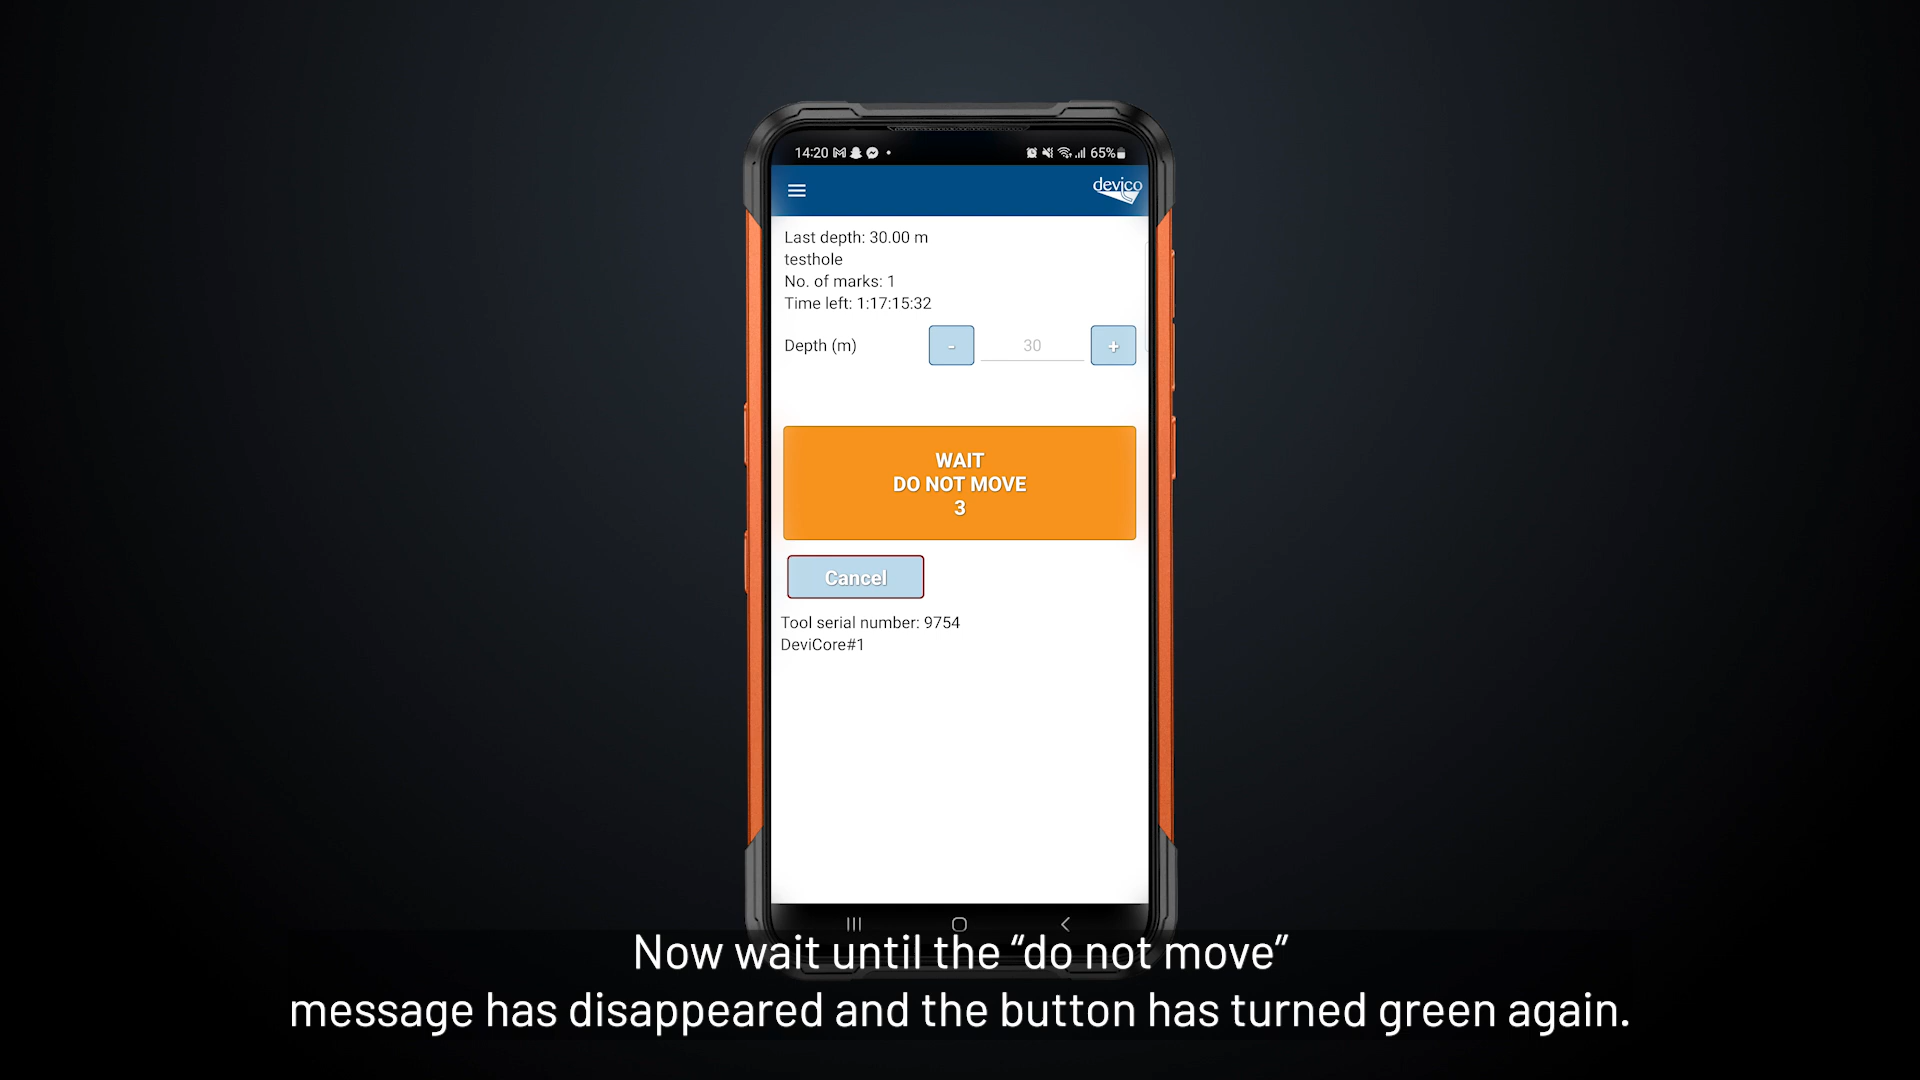 14:20
65%
devico
Last depth: 30.00 m
testhole
No. of marks: 1
Time left: 1:17:15:32
Depth (m)
-
30
+
WAIT
DO NOT MOVE
3
Cancel
Tool serial number: 9754
DeviCore#1
Now wait until the “do not move”
message has disappeared and the button has turned green again.